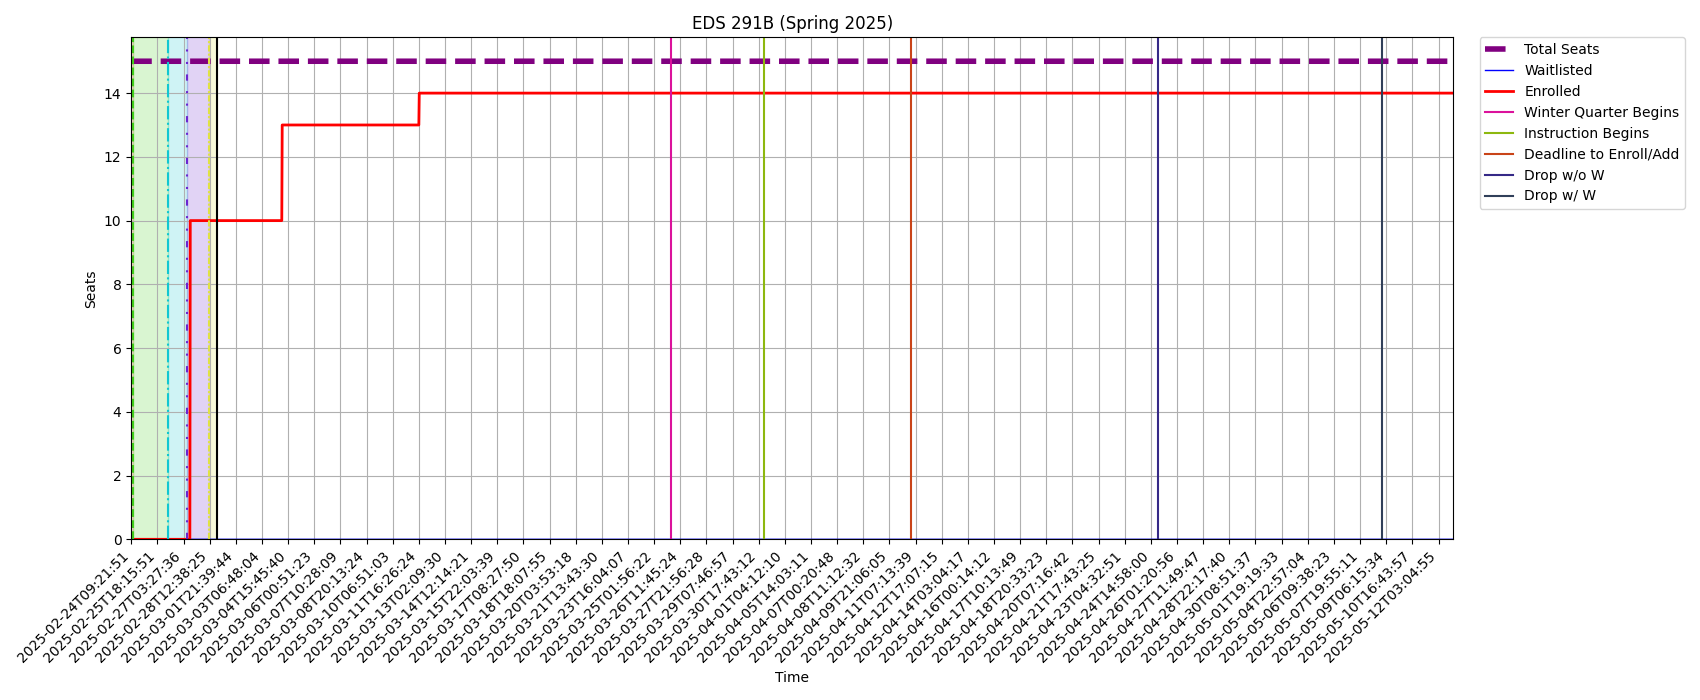 EDS 291B (Spring 2025)
Total Seats
Waitlisted
Enrolled
Winter Quarter Begins
Instruction Begins
Deadline to Enroll/Add
Drop w/o W
Drop w/ W
Seats
14
12
10
8
6
4
2
0
2025-02-24T09:21:51
2025-02-25T18:15:51
2025-02-27T03:27:36
2025-02-28T12:38:25
2025-03-01T21:39:44
2025-03-03T06:48:04
2025-03-04T15:45:40
2025-03-06T00:51:23
2025-03-07T10:28:09
2025-03-08T20:13:24
2025-03-10T06:51:03
2025-03-11T16:26:24
2025-03-13T02:09:30
2025-03-14T12:14:21
2025-03-15T22:03:39
2025-03-17T08:27:50
2025-03-18T18:07:55
2025-03-20T03:53:18
2025-03-21T13:43:30
2025-03-23T16:04:07
2025-03-25T01:56:22
2025-03-26T11:45:24
2025-03-27T21:56:28
2025-03-29T07:46:57
2025-03-30T17:43:12
2025-04-01T04:12:10
2025-04-05T14:03:11
2025-04-07T00:20:48
2025-04-08T11:12:32
2025-04-09T21:06:05
2025-04-11T07:13:39
2025-04-12T17:07:15
2025-04-14T03:04:17
2025-04-16T00:14:12
2025-04-17T10:13:49
2025-04-18T20:33:23
2025-04-20T07:16:42
2025-04-21T17:43:25
2025-04-23T04:32:51
2025-04-24T14:58:00
2025-04-26T01:20:56
2025-04-27T11:49:47
2025-04-28T22:17:40
2025-04-30T08:51:37
2025-05-01T19:19:33
2025-05-04T22:57:04
2025-05-06T09:38:23
2025-05-07T19:55:11
2025-05-09T06:15:34
2025-05-10T16:43:57
2025-05-12T03:04:55
Time